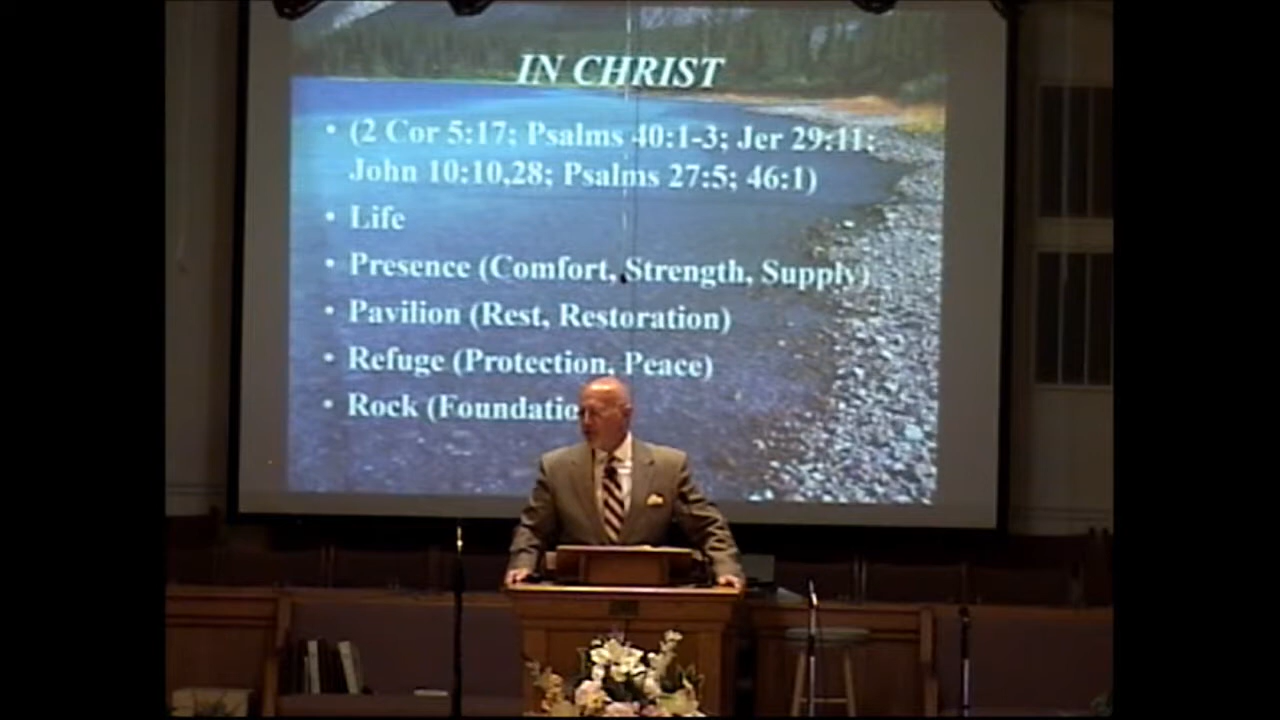 IN CHRIST
• (2 Cor 5:17; Psalms 40:1-3; Jer 29:11;
John 10:10,28; Psalms 27:5; 46:1)
• Life
• Presence (Comfort, Strength, Supply)
• Pavilion (Rest, Restoration)
• Refuge (Protection, Peace)
• Rock (Foundatio